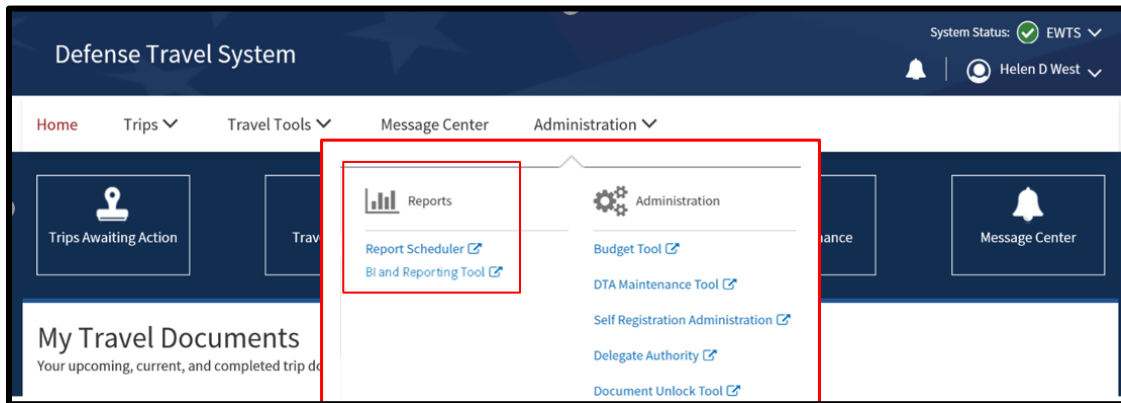 System Status: EWTS
Defense Travel System
Helen D West
Home Trips Travel Tools Message Center Administration
Reports
Report Scheduler
BI and Reporting Tool
Administration
Budget Tool
DTA Maintenance Tool
Self Registration Administration
Delegate Authority
Document Unlock Tool
Trips Awaiting Action
Message Center
My Travel Documents
Your upcoming, current, and completed trip